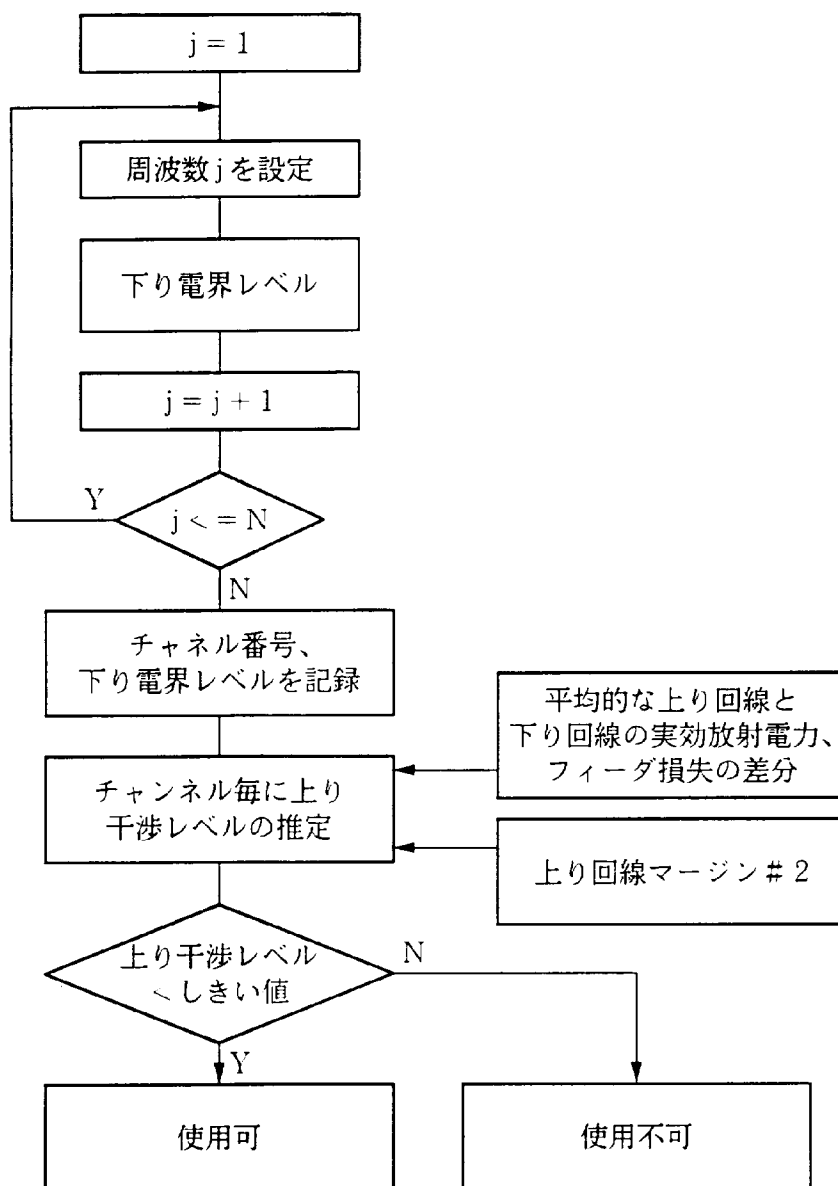 j = 1
周波数 j を設定
下り電界レベル
j = j + 1
Y
j < = N
N
チャネル番号、
下り電界レベルを記録
平均的な上り回線と
下り回線の実効放射電力、
フィーダ損失の差分
チャンネル毎に上り
干渉レベルの推定
上り回線マージン # 2
上り干渉レベル
< しきい値
N
Y
使用可
使用不可